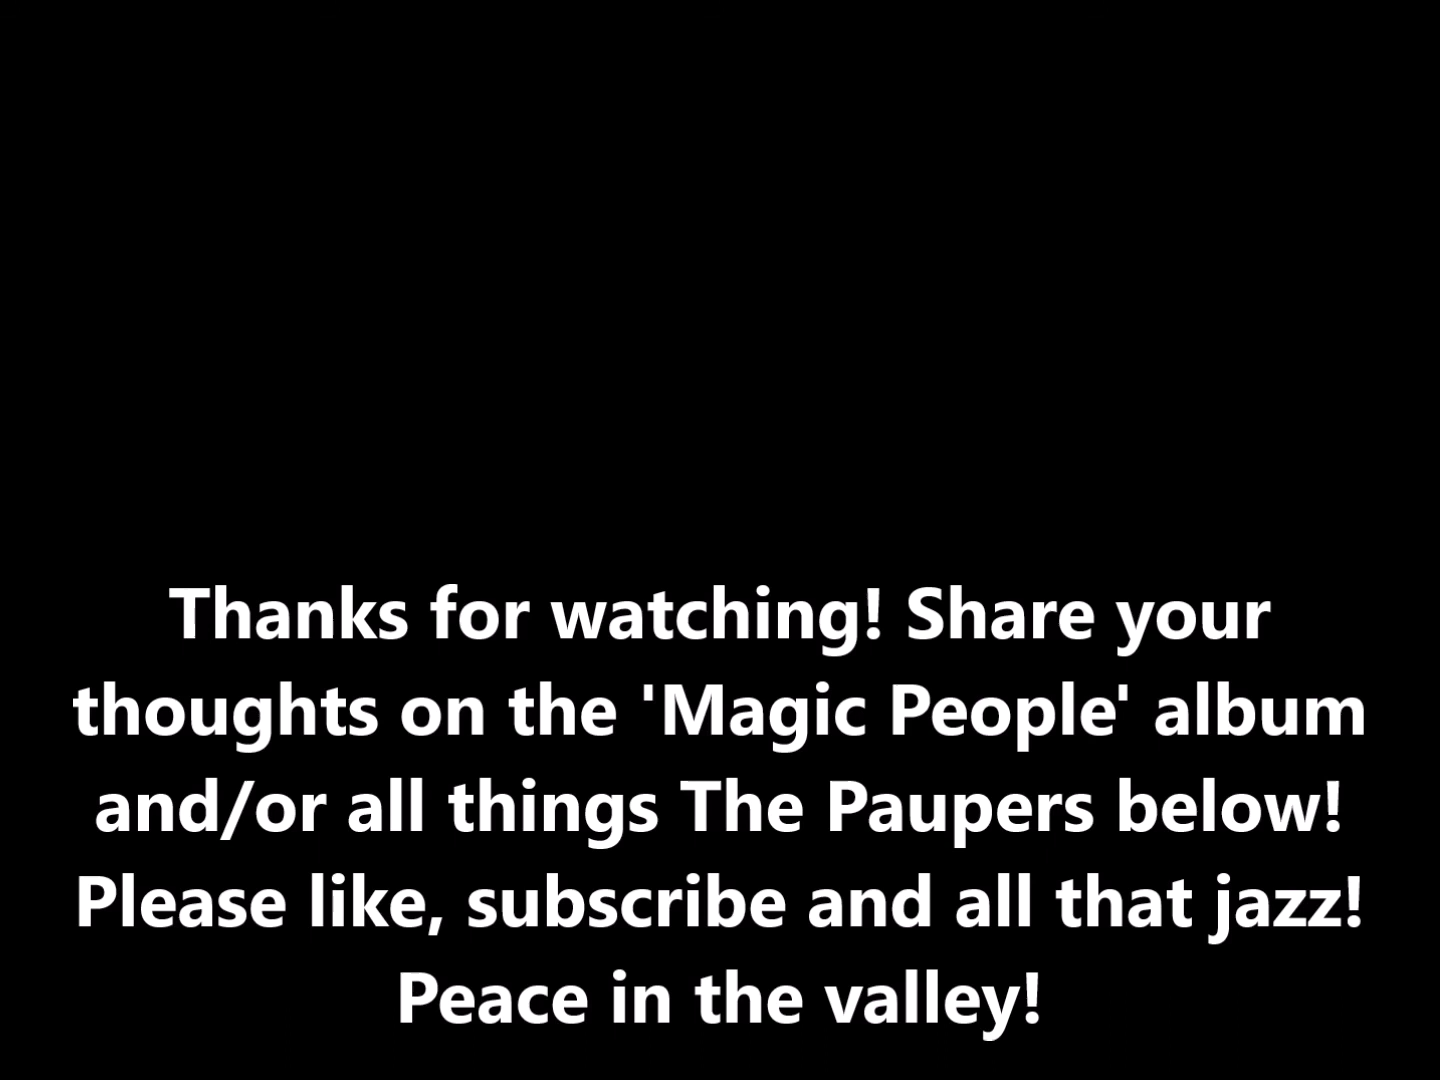 Thanks for watching! Share your
thoughts on the 'Magic People' album
and/or all things The Paupers below!
Please like, subscribe and all that jazz!
Peace in the valley!